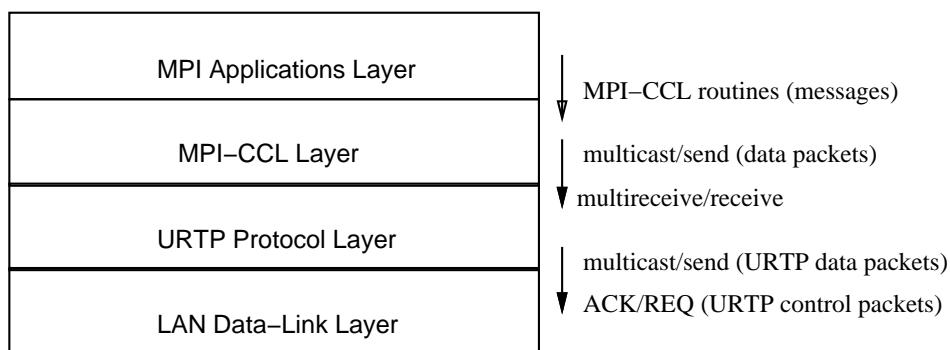 MPI Applications Layer
MPI−CCL routines (messages)
MPI−CCL Layer
multicast/send (data packets)
multireceive/receive
URTP Protocol Layer
multicast/send (URTP data packets)
ACK/REQ (URTP control packets)
LAN Data−Link Layer